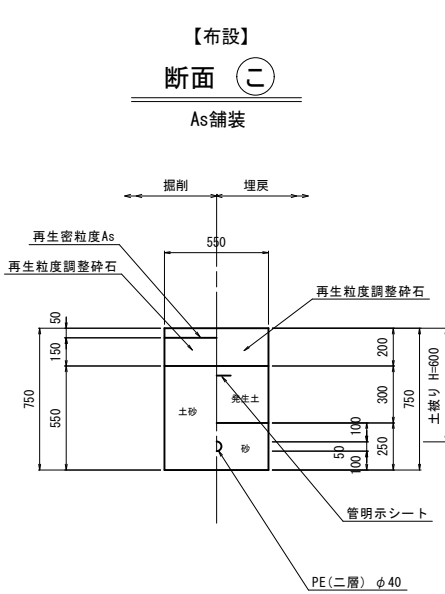 【布設】
断面 こ
As舗装
掘削 埋戻
再生密粒度As
550
再生粒度調整砕石
再生粒度調整砕石
50
150
550
750
200
300
250
750
土被り H=600
100
50
100
土砂
発生土
砂
管明示シート
PE(二層) φ40